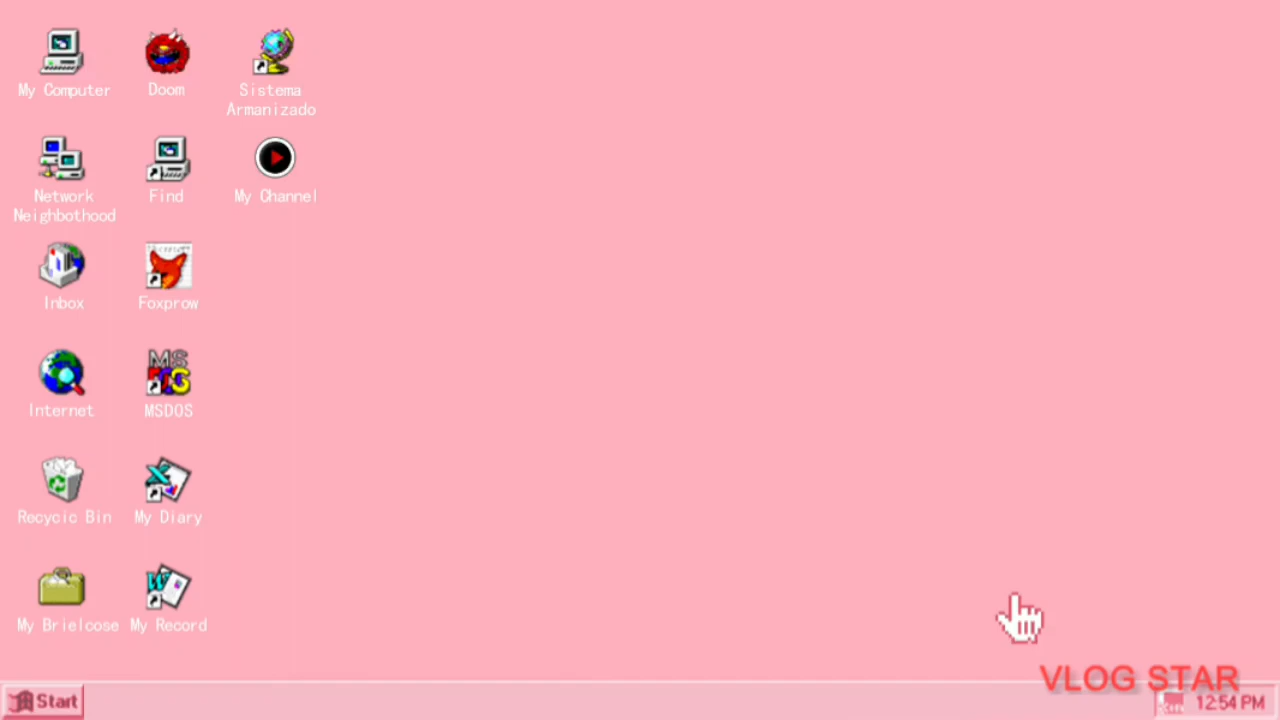 My Computer
Doom
Sistema
Armanizado
Network
Neighbothood
Find
My Channel
Inbox
Foxprow
Internet
MS
MSDOS
Recycic Bin
My Diary
My Brielcose
My Record
VLOG STAR
Start
12:54 PM